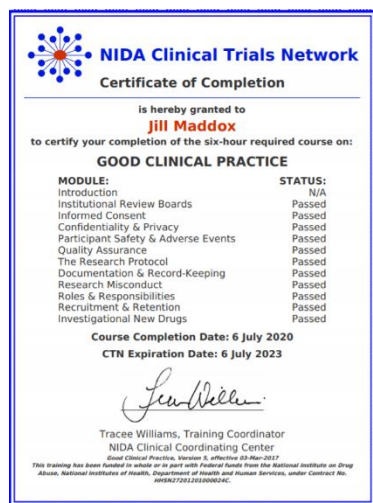 NIDA Clinical Trials Network
Certificate of Completion
is hereby granted to
Jill Maddox
to certify your completion of the six-hour required course on:
GOOD CLINICAL PRACTICE
MODULE: STATUS:
Introduction N/A
Institutional Review Boards Passed
Informed Consent Passed
Confidentiality & Privacy Passed
Participant Safety & Adverse Events Passed
Quality Assurance Passed
The Research Protocol Passed
Documentation & Record-Keeping Passed
Research Misconduct Passed
Roles & Responsibilities Passed
Recruitment & Retention Passed
Investigational New Drugs Passed
Course Completion Date: 6 July 2020
CTN Expiration Date: 6 July 2023
Tracee Williams, Training Coordinator
NIDA Clinical Coordinating Center
Good Clinical Practice, Version 5, effective 03-Mar-2017
This training has been funded in whole or in part with Federal funds from the National Institute on Drug
Abuse, National Institutes of Health, Department of Health and Human Services, under Contract No.
HHSN272201201000024C.